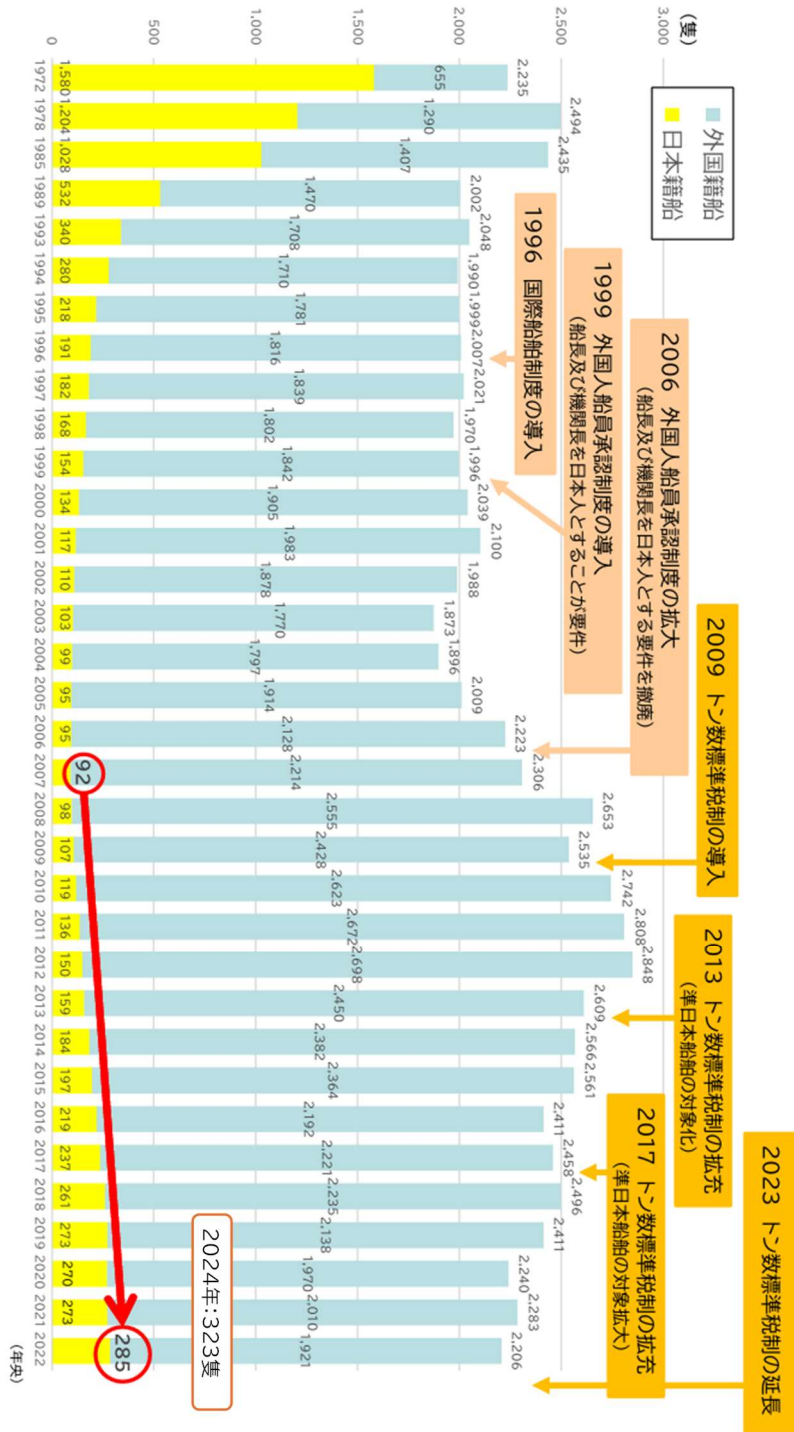 (隻)
3.000
2.500
2.000
1.500
1.000
500
0
外国籍船
日本籍船
1996 国際船舶制度の導入
1999 外国人船員承認制度の導入
(船長及び機関長を日本人とすることが要件)
2006 外国人船員承認制度の拡大
(船長及び機関長を日本人とする要件を撤廃)
2009 トン数標準税制の導入
2013 トン数標準税制の拡充
(準日本船舶の対象化)
2017 トン数標準税制の拡充
(準日本船舶の対象拡大)
2023 トン数標準税制の延長
2024年:323隻
2,235 2,494 2,435 2,002 2,048 1,990 1,999 2,007 2,021 1,970 1,996 2,039 2,100 1,988 1,873 1,896 2,009 2,223 2,306 2,653 2,535 2,742 2,808 2,848 2,609 2,566 2,561 2,411 2,458 2,496 2,411 2,240 2,283 2,206
655 1,290 1,407 1,470 1,708 1,710 1,781 1,816 1,839 1,802 1,842 1,905 1,983 1,878 1,770 1,797 1,914 2,128 2,214 2,555 2,428 2,623 2,672 2,698 2,450 2,382 2,364 2,192 2,221 2,235 2,138 1,970 2,010 1,921
1,580 1,204 1,028 532 340 280 218 191 182 168 154 134 117 110 103 99 95 95 92 98 107 119 136 150 159 184 197 219 237 261 273 270 273 285
1972 1978 1985 1989 1993 1994 1995 1996 1997 1998 1999 2000 2001 2002 2003 2004 2005 2006 2007 2008 2009 2010 2011 2012 2013 2014 2015 2016 2017 2018 2019 2020 2021 2022
(年央)